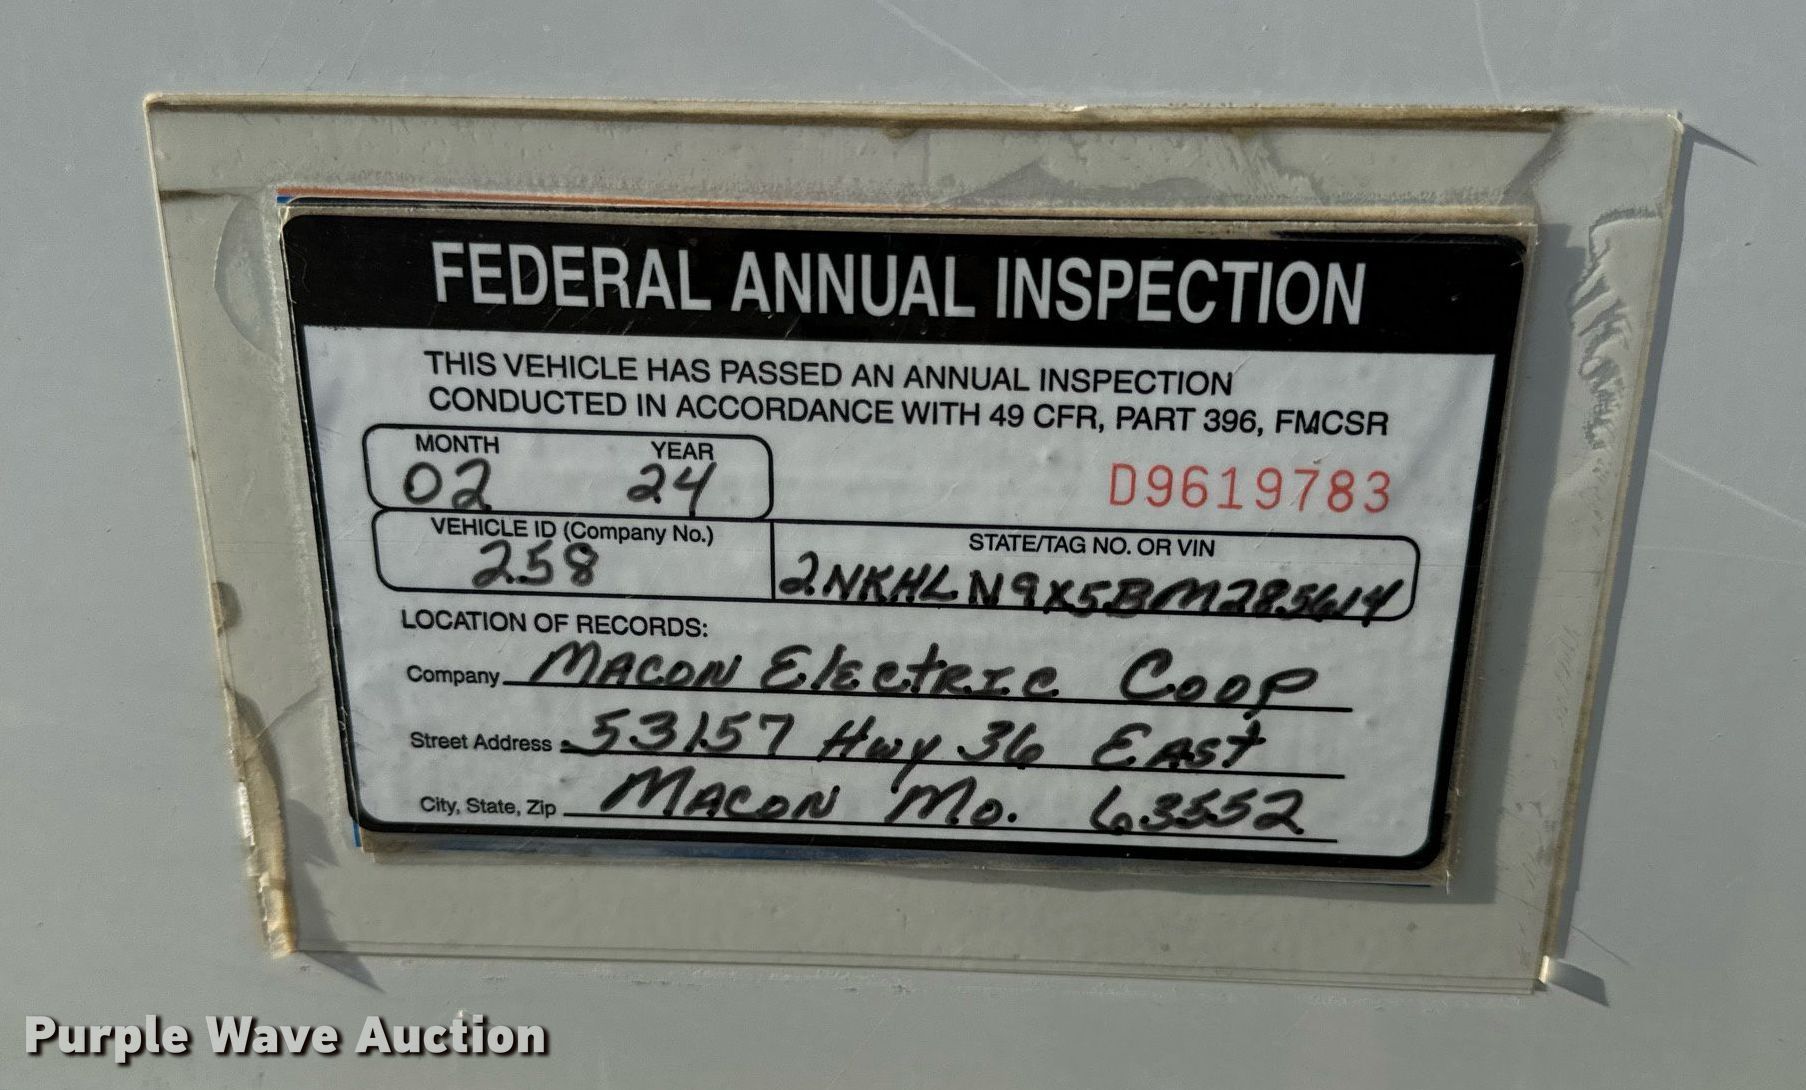 FEDERAL ANNUAL INSPECTION
THIS VEHICLE HAS PASSED AN ANNUAL INSPECTION
CONDUCTED IN ACCORDANCE WITH 49 CFR, PART 396, FMCSR
MONTH YEAR
02 24
D9619783
VEHICLE ID (Company No.)
258
STATE/TAG NO. OR VIN
2NKHLN9X5BM285614
LOCATION OF RECORDS:
Company MACON ElectRIc Coop
Street Address 53157 Hwy 36 EAST
City, State, Zip MACON Mo. 63552
Purple Wave Auction